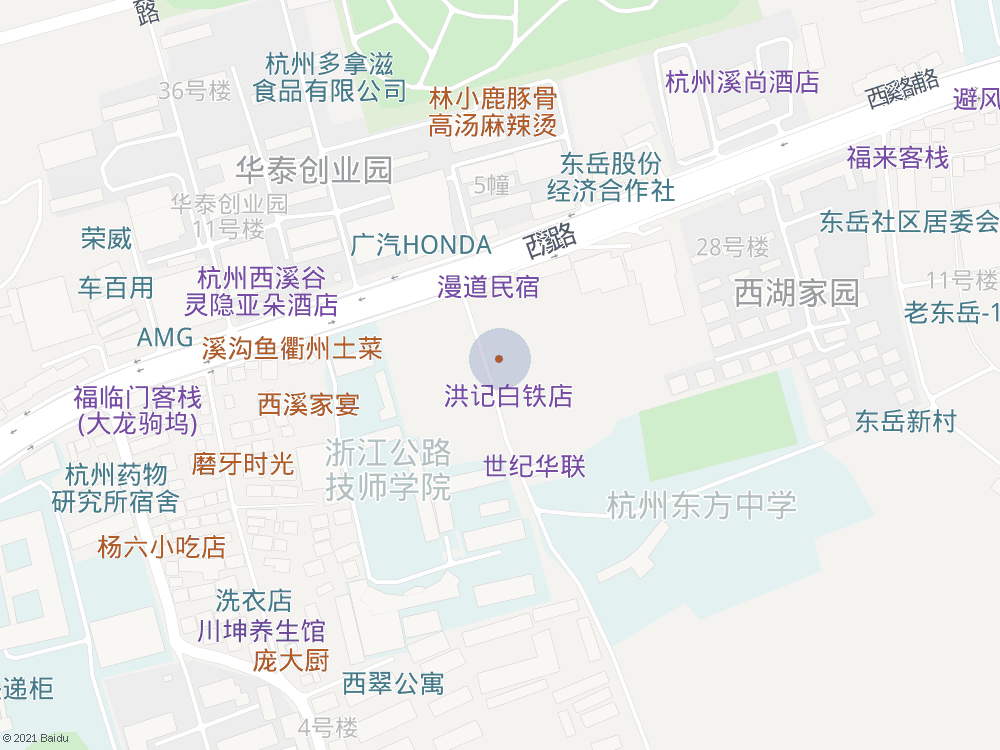 路
杭州多拿滋
食品有限公司
36号楼
林小鹿豚骨
高汤麻辣烫
杭州溪尚酒店
西溪路辅路
避风
福来客栈
华泰创业园
5幢
东岳股份
经济合作社
华泰创业园
11号楼
东岳社区居委会
荣威
广汽HONDA
西溪路
28号楼
车百用
杭州西溪谷
灵隐亚朵酒店
漫道民宿
西湖家园
11号楼
老东岳-1
AMG
溪沟鱼衢州土菜
福临门客栈
(大龙驹坞)
西溪家宴
洪记白铁店
东岳新村
浙江公路
技师学院
磨牙时光
世纪华联
杭州药物
研究所宿舍
杭州东方中学
杨六小吃店
洗衣店
川坤养生馆
庞大厨
递柜
西翠公寓
4号楼
© 2021 Baidu